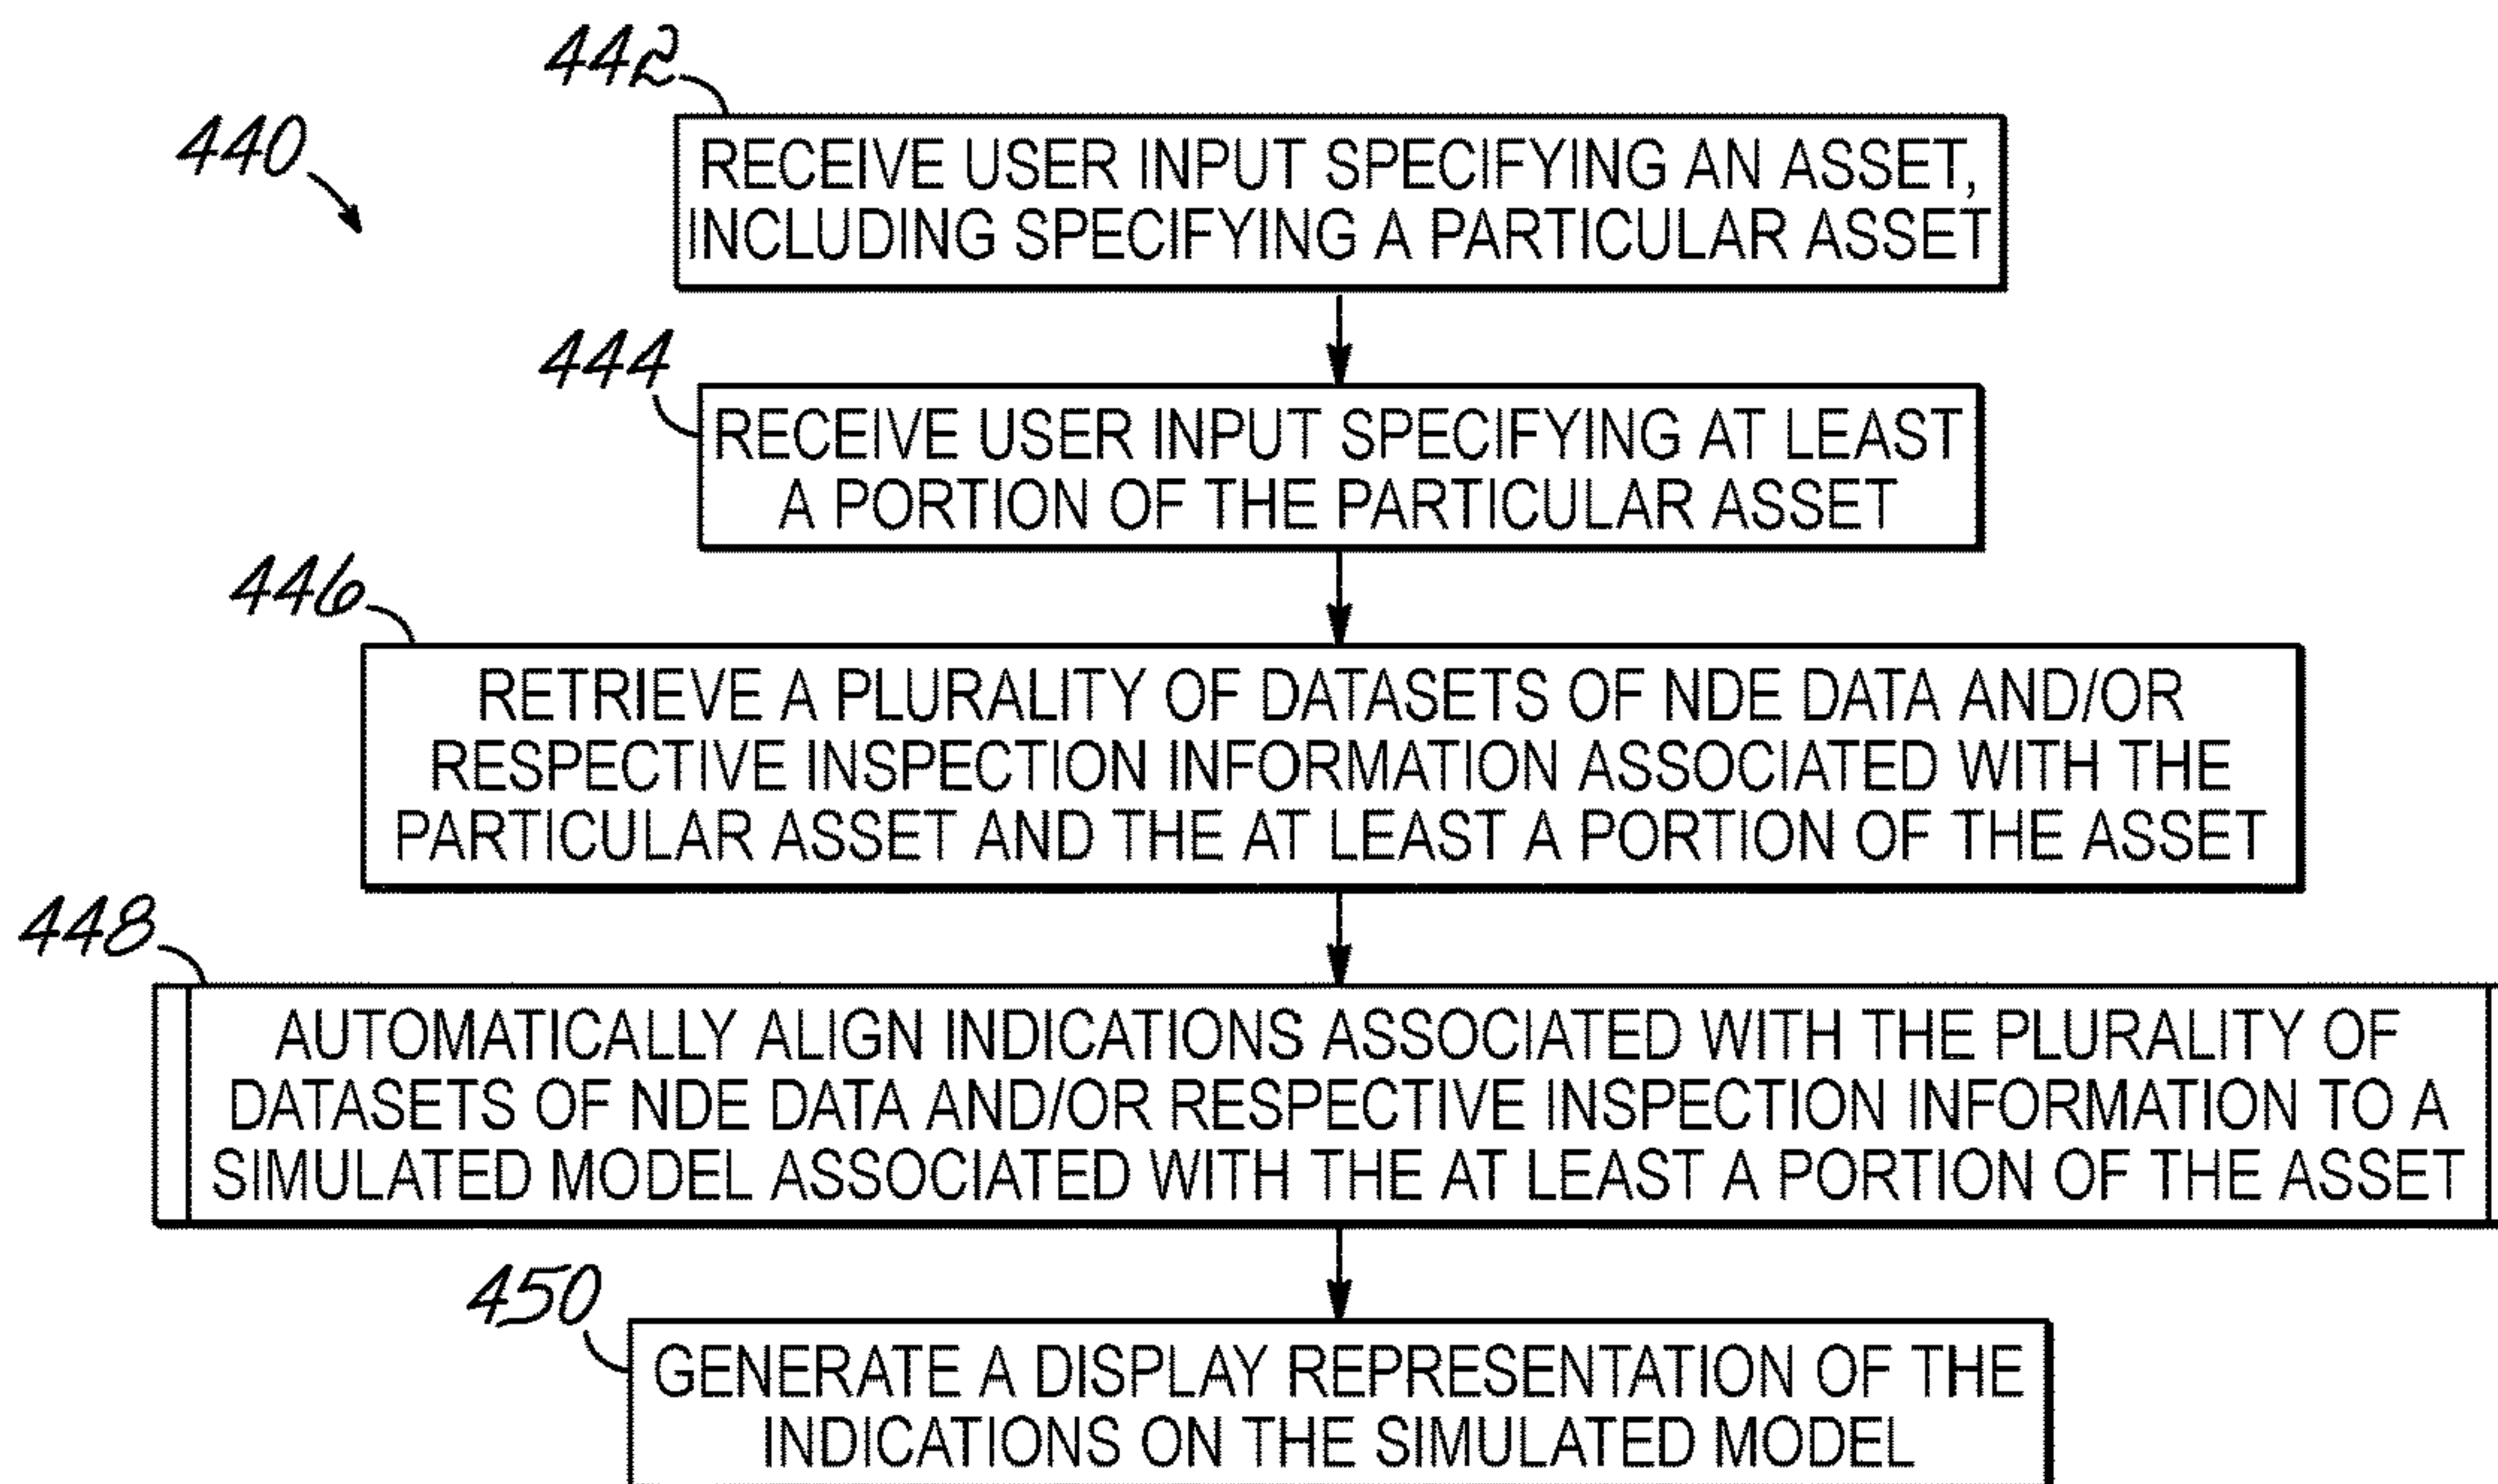 442
440
RECEIVE USER INPUT SPECIFYING AN ASSET,
INCLUDING SPECIFYING A PARTICULAR ASSET
444
RECEIVE USER INPUT SPECIFYING AT LEAST
A PORTION OF THE PARTICULAR ASSET
446
RETRIEVE A PLURALITY OF DATASETS OF NDE DATA AND/OR
RESPECTIVE INSPECTION INFORMATION ASSOCIATED WITH THE
PARTICULAR ASSET AND THE AT LEAST A PORTION OF THE ASSET
448
AUTOMATICALLY ALIGN INDICATIONS ASSOCIATED WITH THE PLURALITY OF
DATASETS OF NDE DATA AND/OR RESPECTIVE INSPECTION INFORMATION TO A
SIMULATED MODEL ASSOCIATED WITH THE AT LEAST A PORTION OF THE ASSET
450
GENERATE A DISPLAY REPRESENTATION OF THE
INDICATIONS ON THE SIMULATED MODEL